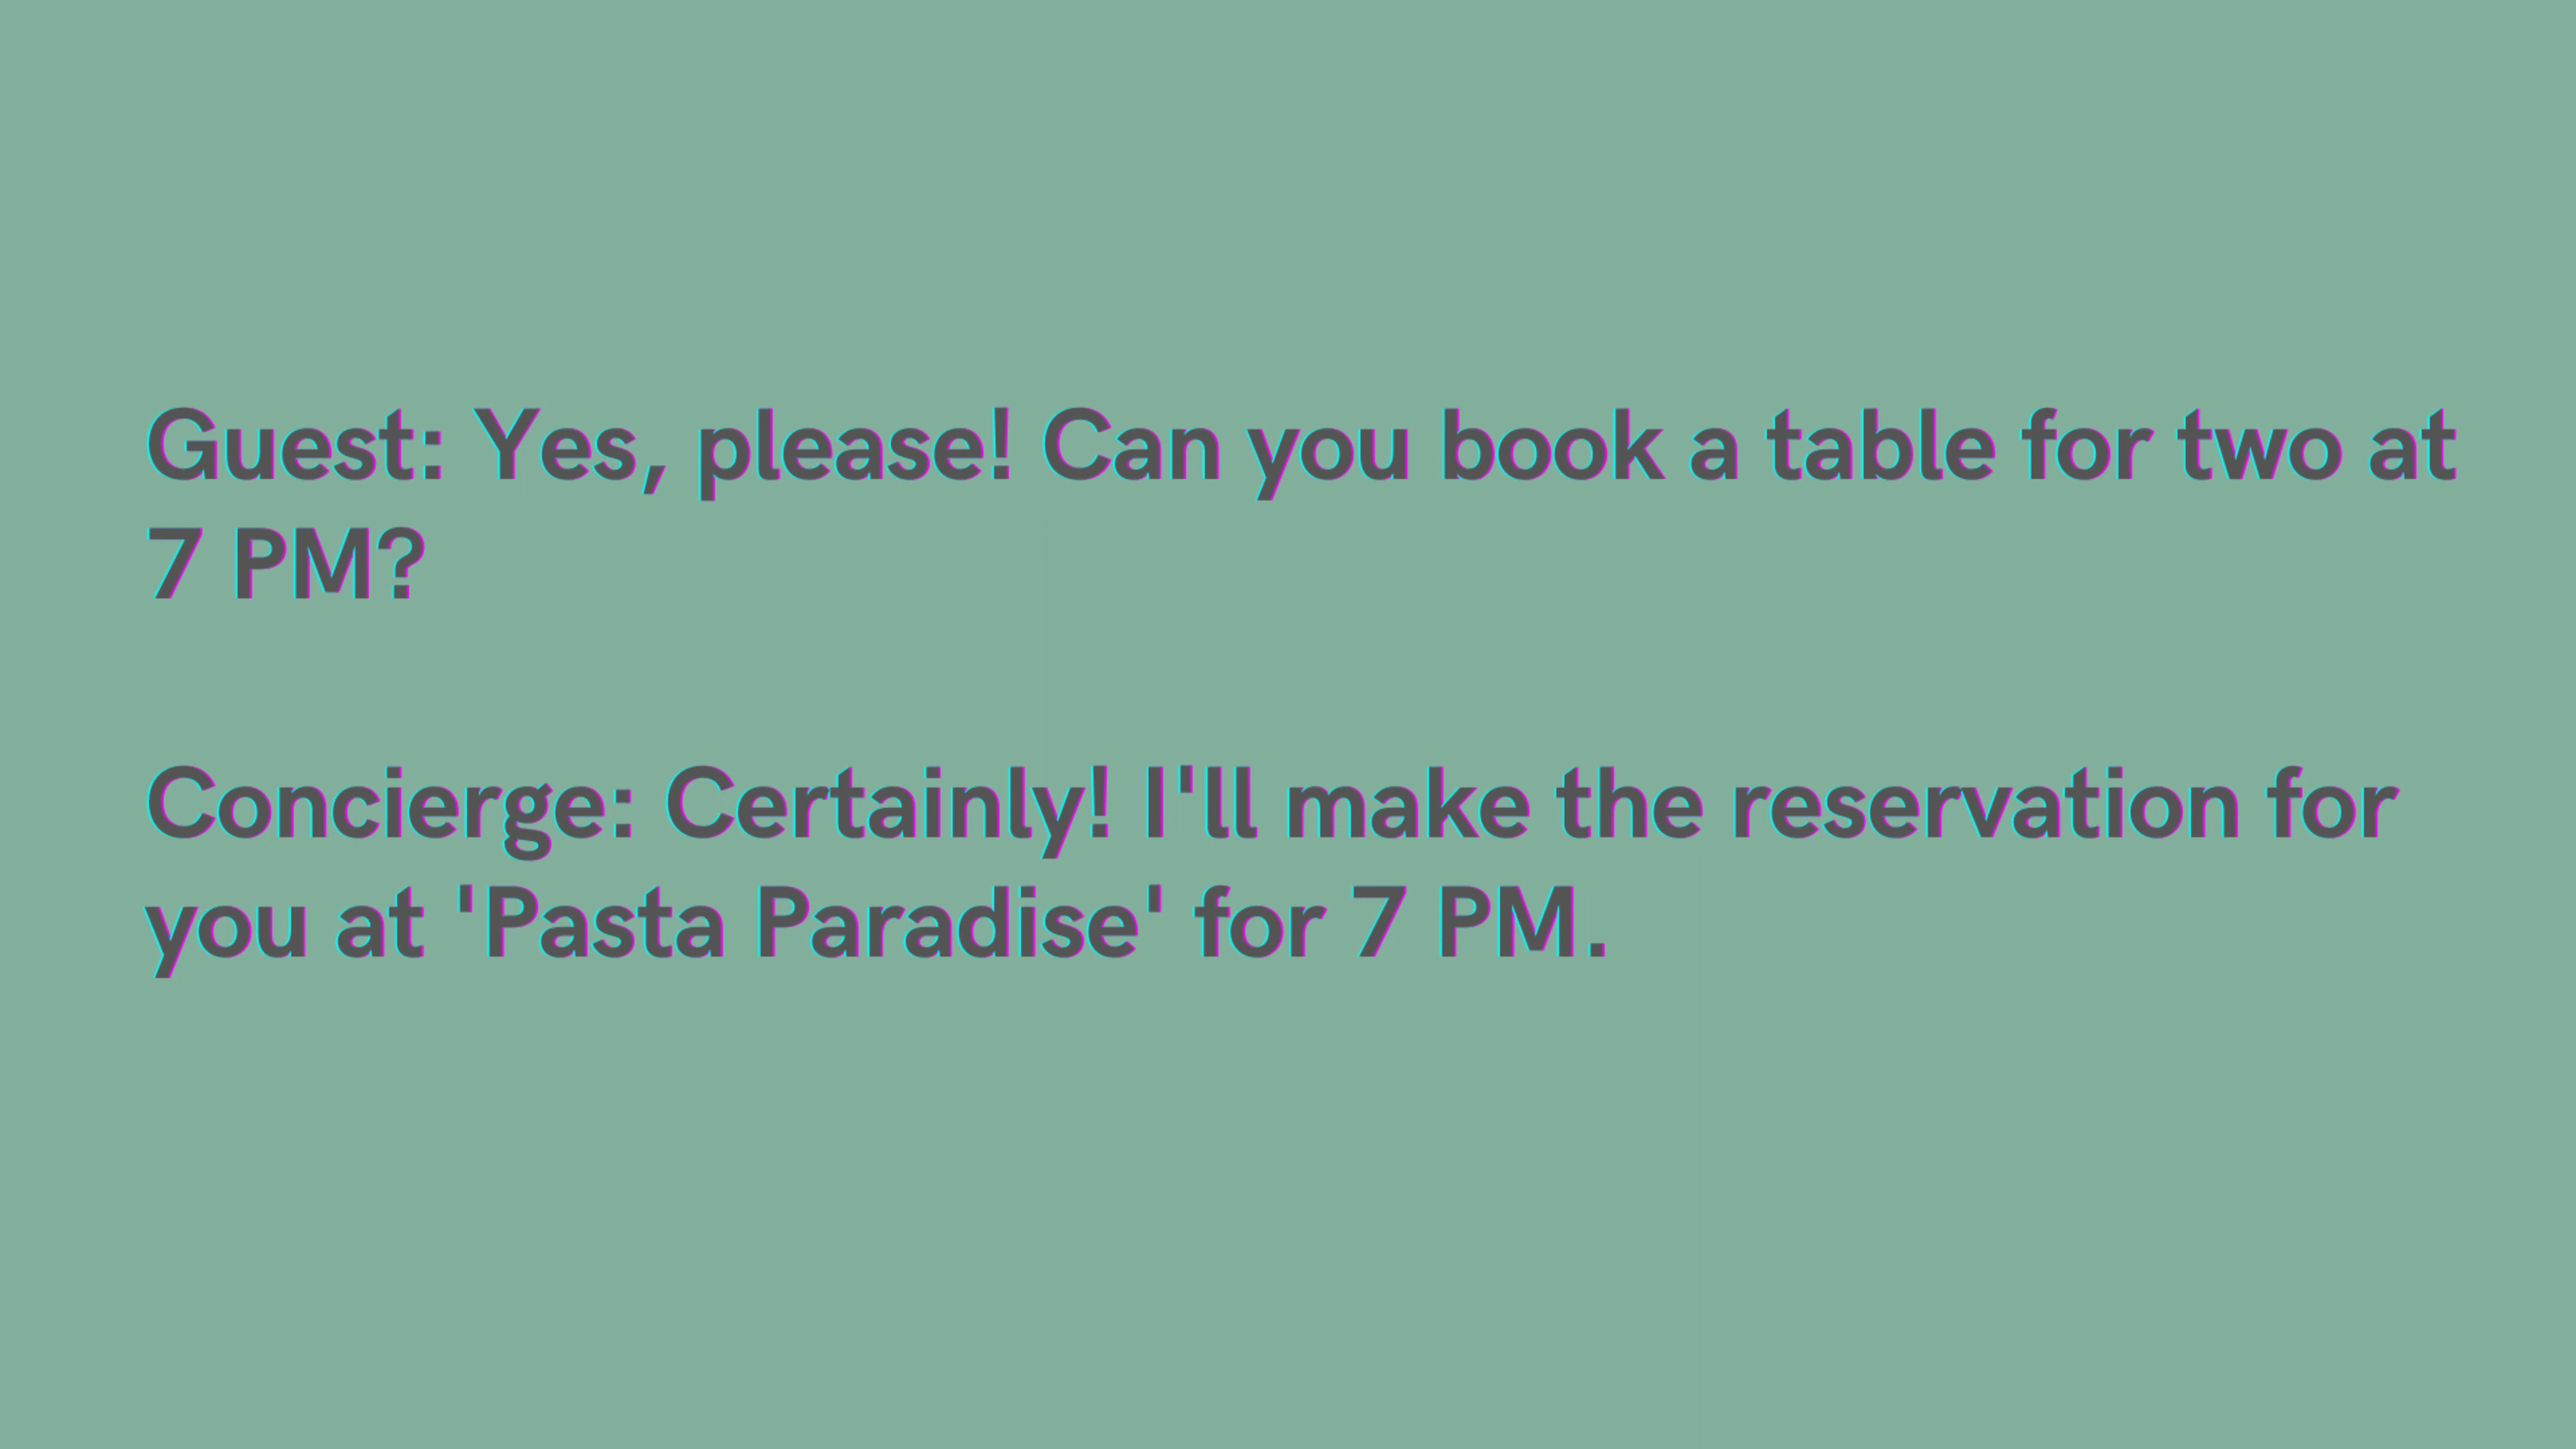 Guest: Yes, please! Can you book a table for two at
7 PM?
Concierge: Certainly! I'll make the reservation for
you at 'Pasta Paradise' for 7 PM.